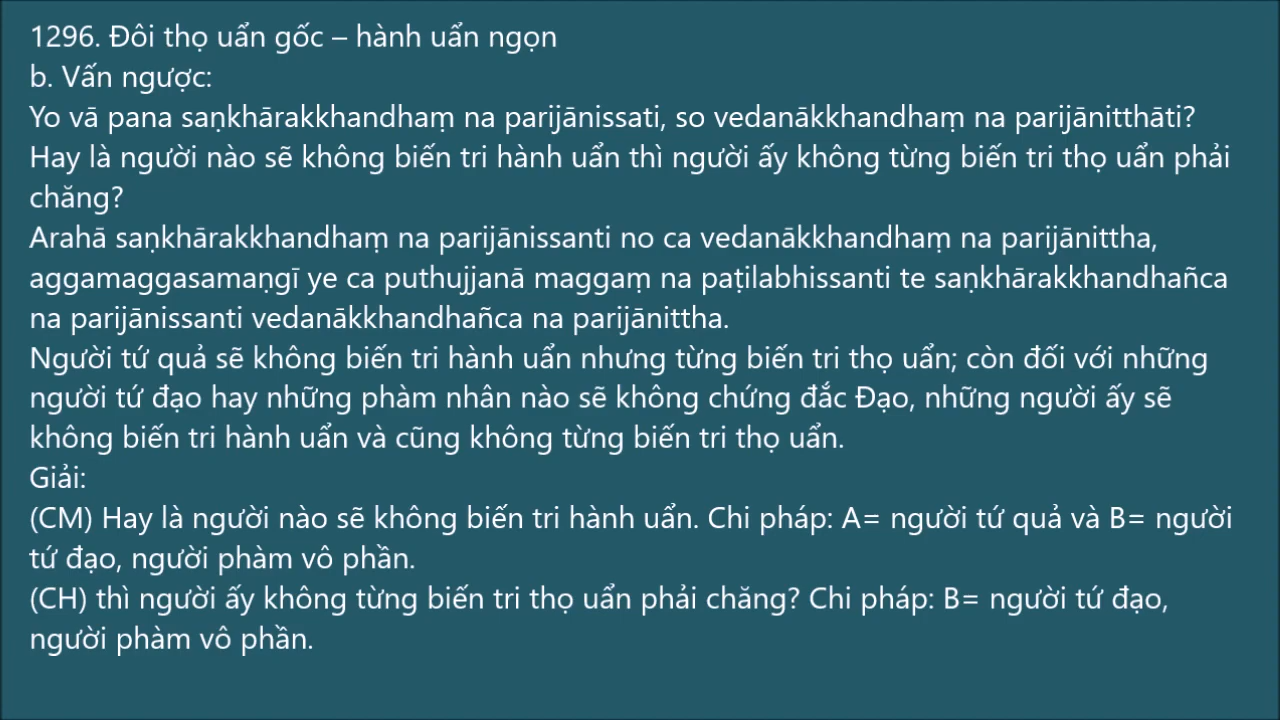 1296. Đôi thọ uẩn gốc – hành uẩn ngọn
b. Vấn ngược:
Yo vā pana saṇkhārakkhandhaṃ na parijānissati, so vedanākkhandhaṃ na parijānitthāti?
Hay là người nào sẽ không biến tri hành uẩn thì người ấy không từng biến tri thọ uẩn phải
chăng?
Arahā saṇkhārakkhandhaṃ na parijānissanti no ca vedanākkhandhaṃ na parijānittha,
aggamaggasamaṇgī ye ca puthujjanā maggaṃ na paṭilabhissanti te saṇkhārakkhandhañca
na parijānissanti vedanākkhandhañca na parijānittha.
Người tứ quả sẽ không biến tri hành uẩn nhưng từng biến tri thọ uẩn; còn đối với những
người tứ đạo hay những phàm nhân nào sẽ không chứng đắc Đạo, những người ấy sẽ
không biến tri hành uẩn và cũng không từng biến tri thọ uẩn.
Giải:
(CM) Hay là người nào sẽ không biến tri hành uẩn. Chi pháp: A= người tứ quả và B= người
tứ đạo, người phàm vô phần.
(CH) thì người ấy không từng biến tri thọ uẩn phải chăng? Chi pháp: B= người tứ đạo,
người phàm vô phần.